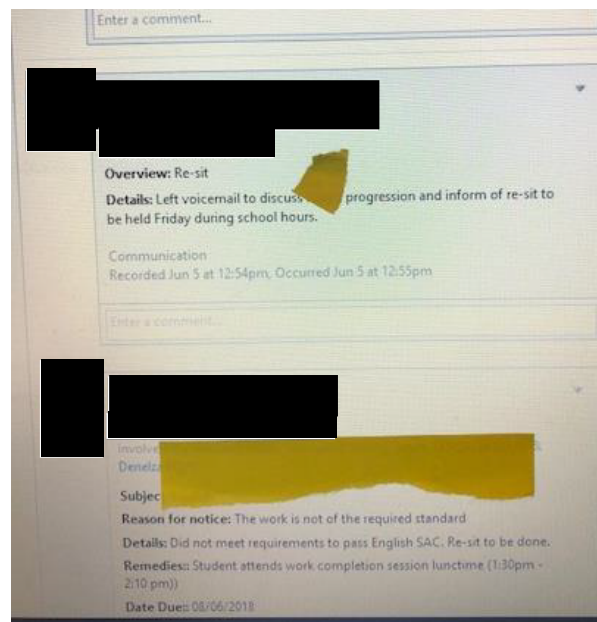 Enter a comment...
Overview: Re-sit
Details: Left voicemail to discuss progression and inform of re-sit to
be held Friday during school hours.
Communication
Recorded Jun 5 at 12:54pm, Occurred Jun 5 at 12:55pm
Enter a comment...
Involve
Subjec
Reason for notice: The work is not of the required standard
Details: Did not meet requirements to pass English SAC. Re-sit to be done.
Remedies:: Student attends work completion session lunctime (1:30pm -
2:10 pm))
Date Due:: 08/06/2018